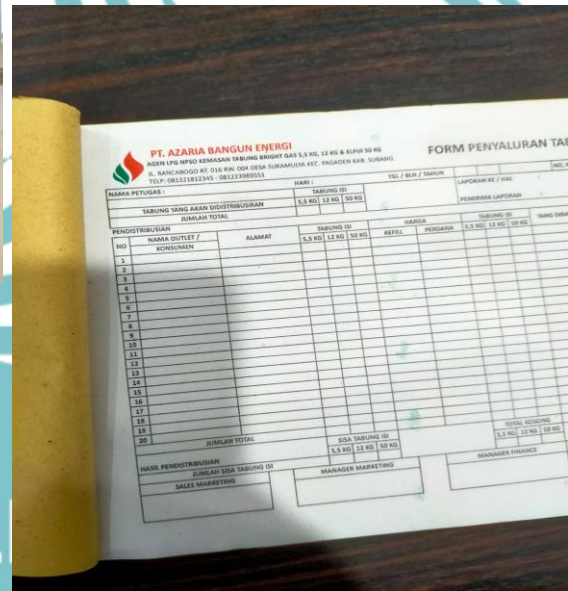 PT. AZARIA BANGUN ENERGI
AGEN LPG NPSO KEMASAN TABUNG BRIGHT GAS 5,5 KG, 12 KG & ELPIJI 50 KG
JL. RANCABOGO RT. 016 RW. 004 DESA SUKAMULYA KEC. PAGADEN KAB. SUBANG
TELP: 081321812345 - 081223989551
FORM PENYALURAN TAB
NAMA PETUGAS : HARI : TGL / BLN / TAHUN LAPORAN KE / HAL
TABUNG ISI
TABUNG YANG AKAN DIDISTRIBUSIKAN 5,5 KG 12 KG 50 KG PENERIMA LAPORAN
JUMLAH TOTAL
PENDISTRIBUSIAN
NO NAMA OUTLET / KONSUMEN ALAMAT TABUNG ISI HARGA TABUNG ISI
5,5 KG 12 KG 50 KG REFILL PERDANA 5,5 KG 12 KG 50 KG
1
2
3
4
5
6
7
8
9
10
11
12
13
14
15
16
17
18
19
20
JUMLAH TOTAL
HASIL PENDISTRIBUSIAN SISA TABUNG ISI TOTAL KOSONG
JUMLAH SISA TABUNG ISI 5,5 KG 12 KG 50 KG 5,5 KG 12 KG 50 KG
SALES MARKETING MANAGER MARKETING MANAGER FINANCE